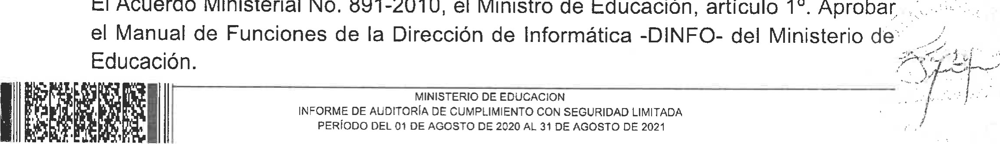 El Acuerdo Ministerial No. 891-2010, el Ministro de Educación, artículo 1º. Aprobar
el Manual de Funciones de la Dirección de Informática -DINFO- del Ministerio de
Educación.
MINISTERIO DE EDUCACION
INFORME DE AUDITORÍA DE CUMPLIMIENTO CON SEGURIDAD LIMITADA
PERÍODO DEL 01 DE AGOSTO DE 2020 AL 31 DE AGOSTO DE 2021